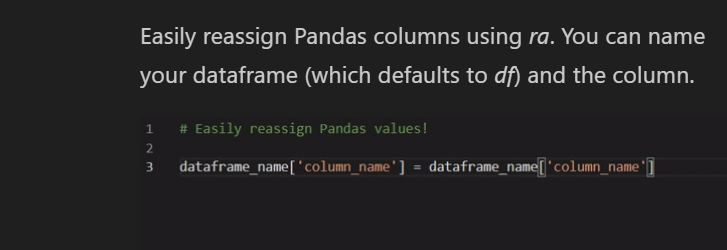 Easily reassign Pandas columns using ra. You can name
your dataframe (which defaults to df) and the column.
1 # Easily reassign Pandas values!
2
3 dataframe_name['column_name'] = dataframe_name['column_name']